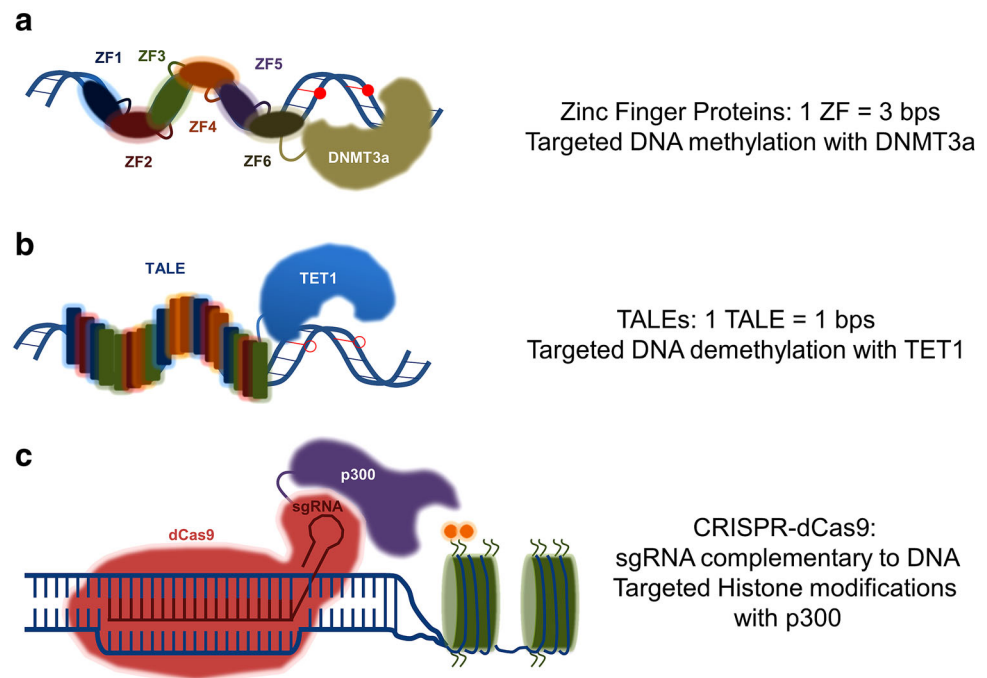 a
ZF1
ZF3
ZF5
ZF4
ZF2
ZF6
DNMT3a
Zinc Finger Proteins: 1 ZF = 3 bps
Targeted DNA methylation with DNMT3a
b
TALE
TET1
TALEs: 1 TALE = 1 bps
Targeted DNA demethylation with TET1
c
p300
sgRNA
dCas9
CRISPR-dCas9:
sgRNA complementary to DNA
Targeted Histone modifications
with p300